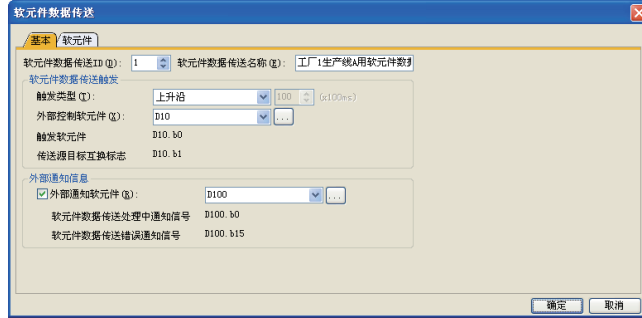 软元件数据传送
基本 软元件
软元件数据传送ID(D): 1 软元件数据传送名称(E): 工厂1生产线A用软元件数据
软元件数据传送触发
触发类型(T): 上升沿 100 (x100ms)
外部控制软元件(X): D10 ...
触发软元件 D10.b0
传送源目标互换标志 D10.b1
外部通知信息
外部通知软元件(R): D100 ...
软元件数据传送处理中通知信号 D100.b0
软元件数据传送错误通知信号 D100.b15
确定 取消